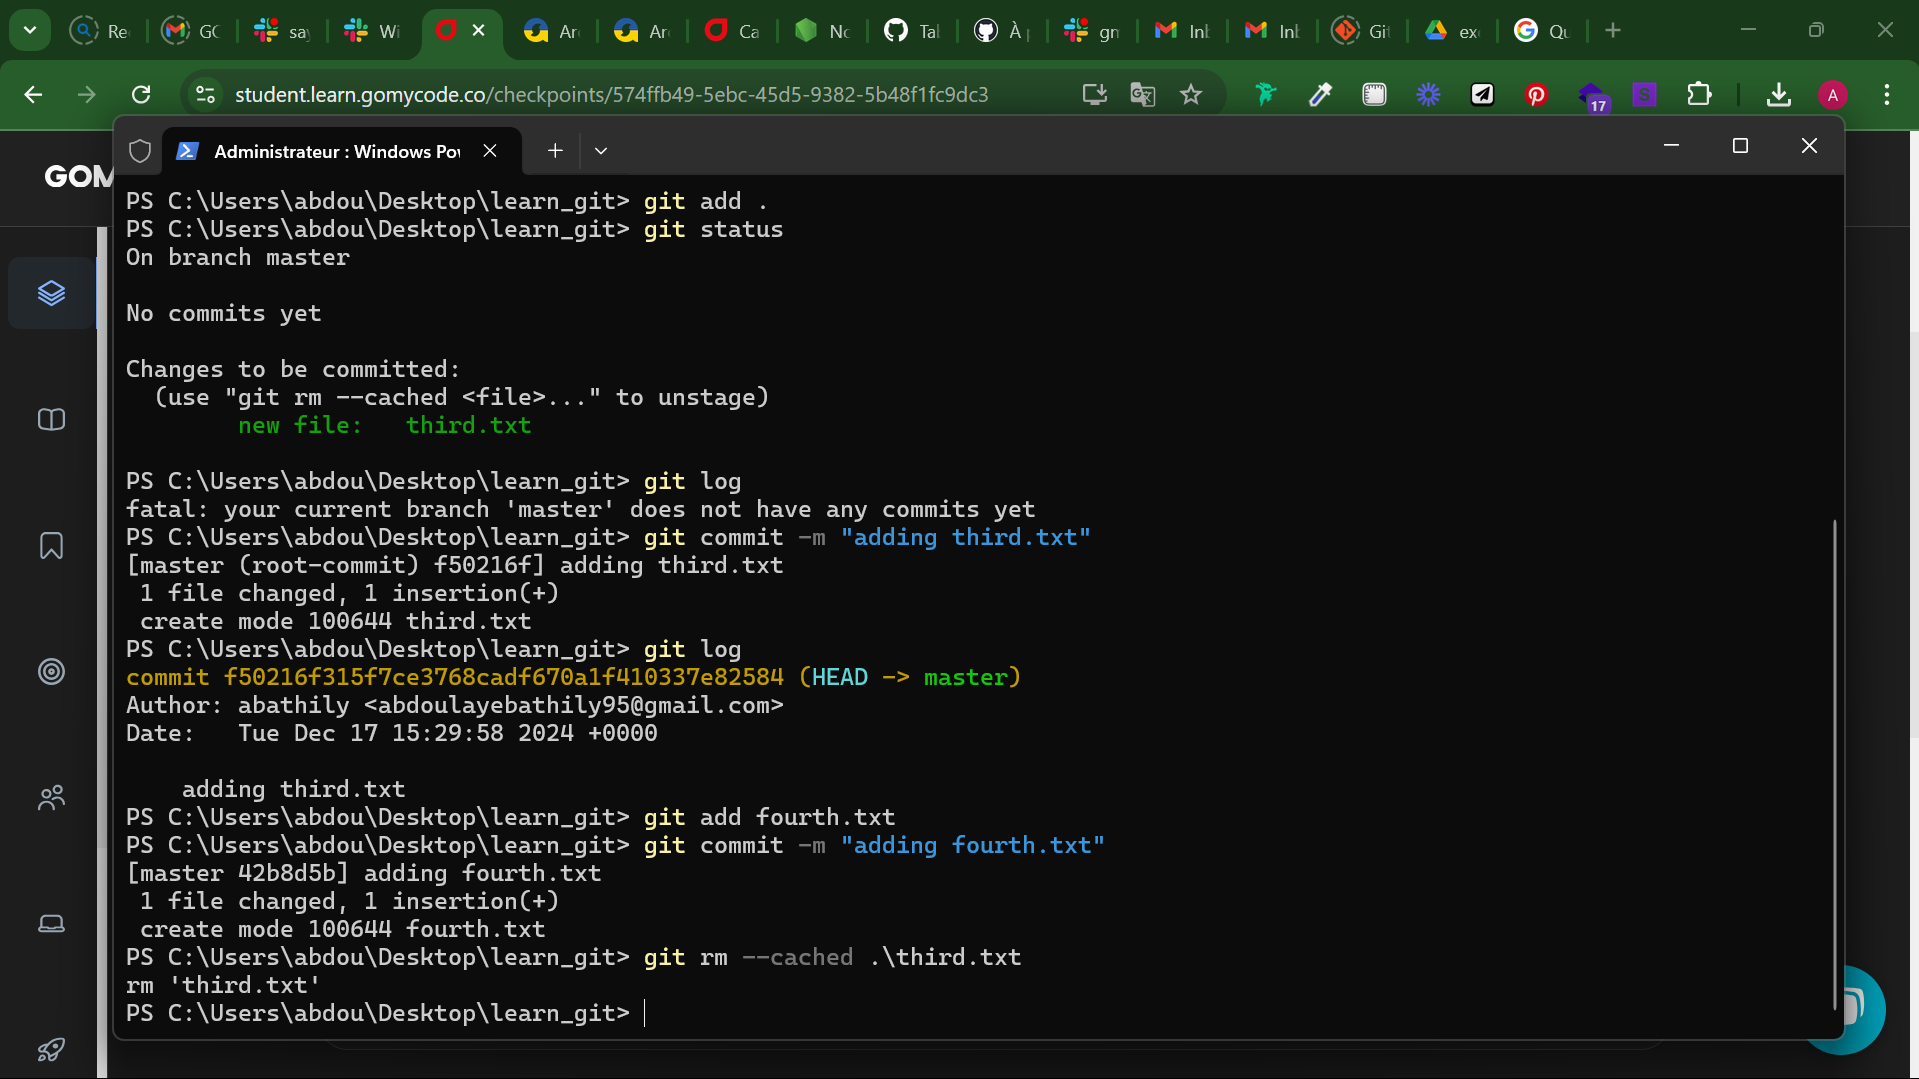 Re
GC
sa
Wi
Ar
Ar
Ca
Nc
Tal
À
gn
Int
Int
Git
ex
Qu
student.learn.gomycode.co/checkpoints/574ffb49-5ebc-45d5-9382-5b48f1fc9dc3
17
S
A
GOM
Administrateur : Windows Pov
PS C:\Users\abdou\Desktop\learn_git> git add .
PS C:\Users\abdou\Desktop\learn_git> git status
On branch master
No commits yet
Changes to be committed:
(use "git rm --cached <file>..." to unstage)
new file: third.txt
PS C:\Users\abdou\Desktop\learn_git> git log
fatal: your current branch 'master' does not have any commits yet
PS C:\Users\abdou\Desktop\learn_git> git commit -m "adding third.txt"
[master (root-commit) f50216f] adding third.txt
1 file changed, 1 insertion(+)
create mode 100644 third.txt
PS C:\Users\abdou\Desktop\learn_git> git log
commit f50216f315f7ce3768cadf670a1f410337e82584 (HEAD -> master)
Author: abathily <abdoulayebathily95@gmail.com>
Date: Tue Dec 17 15:29:58 2024 +0000
adding third.txt
PS C:\Users\abdou\Desktop\learn_git> git add fourth.txt
PS C:\Users\abdou\Desktop\learn_git> git commit -m "adding fourth.txt"
[master 42b8d5b] adding fourth.txt
1 file changed, 1 insertion(+)
create mode 100644 fourth.txt
PS C:\Users\abdou\Desktop\learn_git> git rm --cached .\third.txt
rm 'third.txt'
PS C:\Users\abdou\Desktop\learn_git>